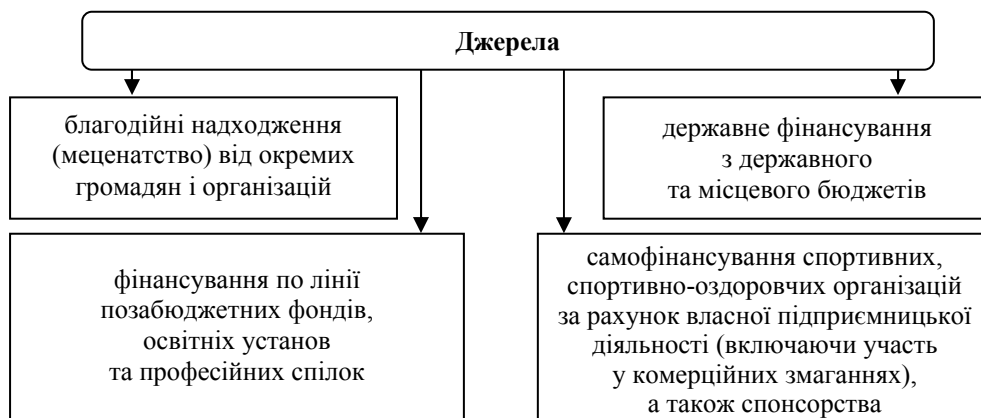 Джерела
благодійні надходження
(меценатство) від окремих
громадян і організацій
державне фінансування
з державного
та місцевого бюджетів
фінансування по лінії
позабюджетних фондів,
освітніх установ
та професійних спілок
самофінансування спортивних,
спортивно-оздоровчих організацій
за рахунок власної підприємницької
діяльності (включаючи участь
у комерційних змаганнях),
а також спонсорства